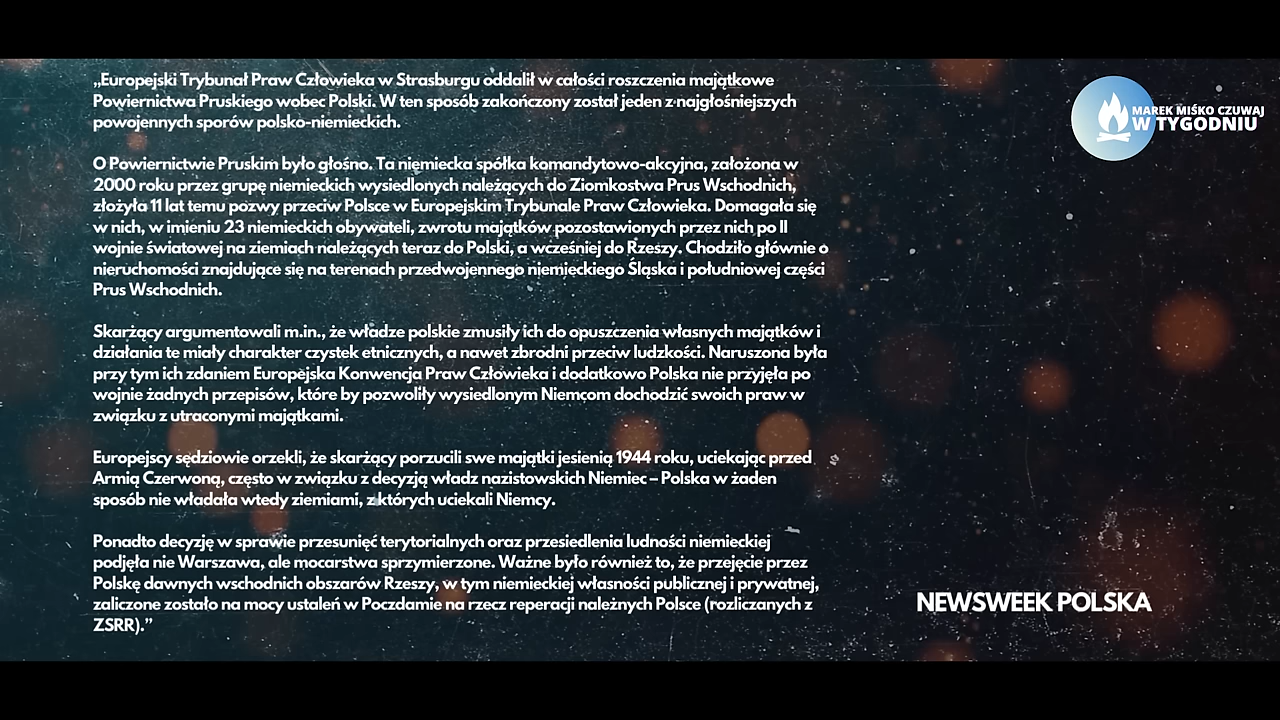 „Europejski Trybunał Praw Człowieka w Strasburgu oddalił w całości roszczenia majątkowe
Powiernictwa Pruskiego wobec Polski. W ten sposób zakończony został jeden z najgłośniejszych
powojennych sporów polsko-niemieckich.
O Powiernictwie Pruskim było głośno. Ta niemiecka spółka komandytowo-akcyjna, założona w
2000 roku przez grupę niemieckich wysiedlonych należących do Ziomkostwa Prus Wschodnich,
złożyła 11 lat temu pozwy przeciw Polsce w Europejskim Trybunale Praw Człowieka. Domagała się
w nich, w imieniu 23 niemieckich obywateli, zwrotu majątków pozostawionych przez nich po II
wojnie światowej na ziemiach należących teraz do Polski, a wcześniej do Rzeszy. Chodziło głównie o
nieruchomości znajdujące się na terenach przedwojennego niemieckiego Śląska i południowej części
Prus Wschodnich.
Skarżący argumentowali m.in., że władze polskie zmusiły ich do opuszczenia własnych majątków i
działania te miały charakter czystek etnicznych, a nawet zbrodni przeciw ludzkości. Naruszona była
przy tym ich zdaniem Europejska Konwencja Praw Człowieka i dodatkowo Polska nie przyjęła po
wojnie żadnych przepisów, które by pozwoliły wysiedlonym Niemcom dochodzić swoich praw w
związku z utraconymi majątkami.
Europejscy sędziowie orzekli, że skarżący porzucili swe majątki jesienią 1944 roku, uciekając przed
Armią Czerwoną, często w związku z decyzją władz nazistowskich Niemiec – Polska w żaden
sposób nie władała wtedy ziemiami, z których uciekali Niemcy.
Ponadto decyzję w sprawie przesunięć terytorialnych oraz przesiedlenia ludności niemieckiej
podjęła nie Warszawa, ale mocarstwa sprzymierzone. Ważne było również to, że przejęcie przez
Polskę dawnych wschodnich obszarów Rzeszy, w tym niemieckiej własności publicznej i prywatnej,
zaliczone zostało na mocy ustaleń w Poczdamie na rzecz reperacji należnych Polsce (rozliczanych z
ZSRR).”
MAREK MIŚKO CZUWAJ
W TYGODNIU
NEWSWEEK POLSKA